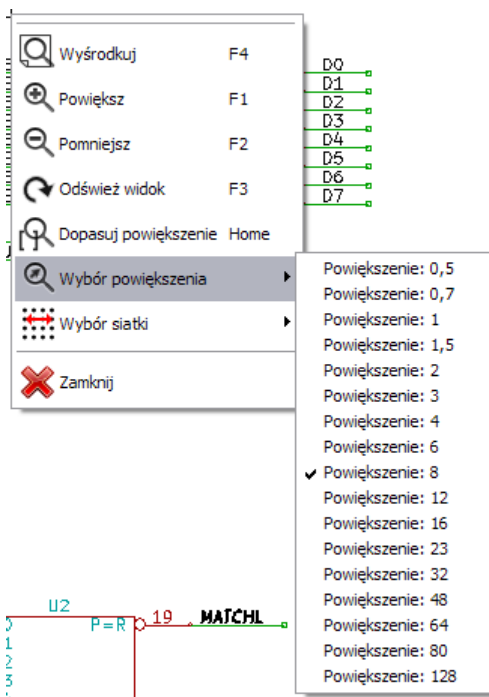 Wyśrodkuj F4
Powiększ F1
Pomniejsz F2
Odśwież widok F3
Dopasuj powiększenie Home
Wybór powiększenia
Wybór siatki
Zamknij
D0
D1
D2
D3
D4
D5
D6
D7
Powiększenie: 0,5
Powiększenie: 0,7
Powiększenie: 1
Powiększenie: 1,5
Powiększenie: 2
Powiększenie: 3
Powiększenie: 4
Powiększenie: 6
Powiększenie: 8
Powiększenie: 12
Powiększenie: 16
Powiększenie: 23
Powiększenie: 32
Powiększenie: 48
Powiększenie: 64
Powiększenie: 80
Powiększenie: 128
U2
P=R 19 MATCHL
1
2
3